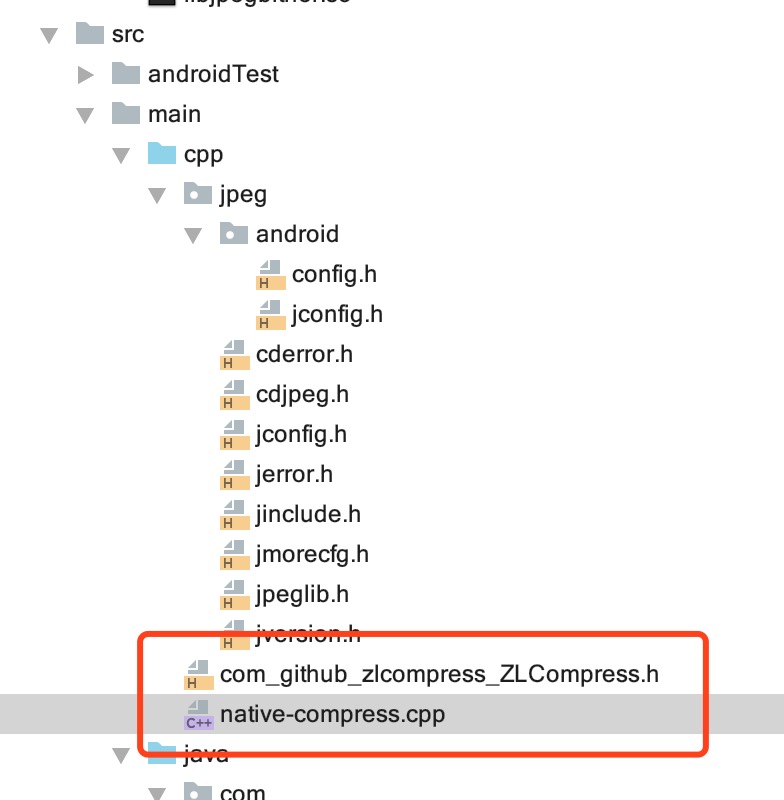 src
androidTest
main
cpp
jpeg
android
H config.h
H jconfig.h
H cderror.h
H cdjpeg.h
H jconfig.h
H jerror.h
H jinclude.h
H jmorecfg.h
H jpeglib.h
H jversion.h
H com_github_zlcompress_ZLCompress.h
C++ native-compress.cpp
java
com